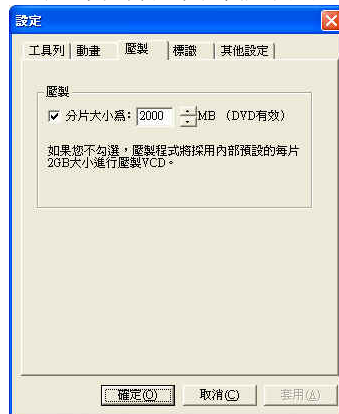 設定
工具列 動畫 壓製 標識 其他設定
壓製
分片大小為: 2000 MB (DVD有效)
如果您不勾選，壓製程式將採用內部預設的每片
2GB大小進行壓製VCD。
確定(O) 取消(C) 套用(A)